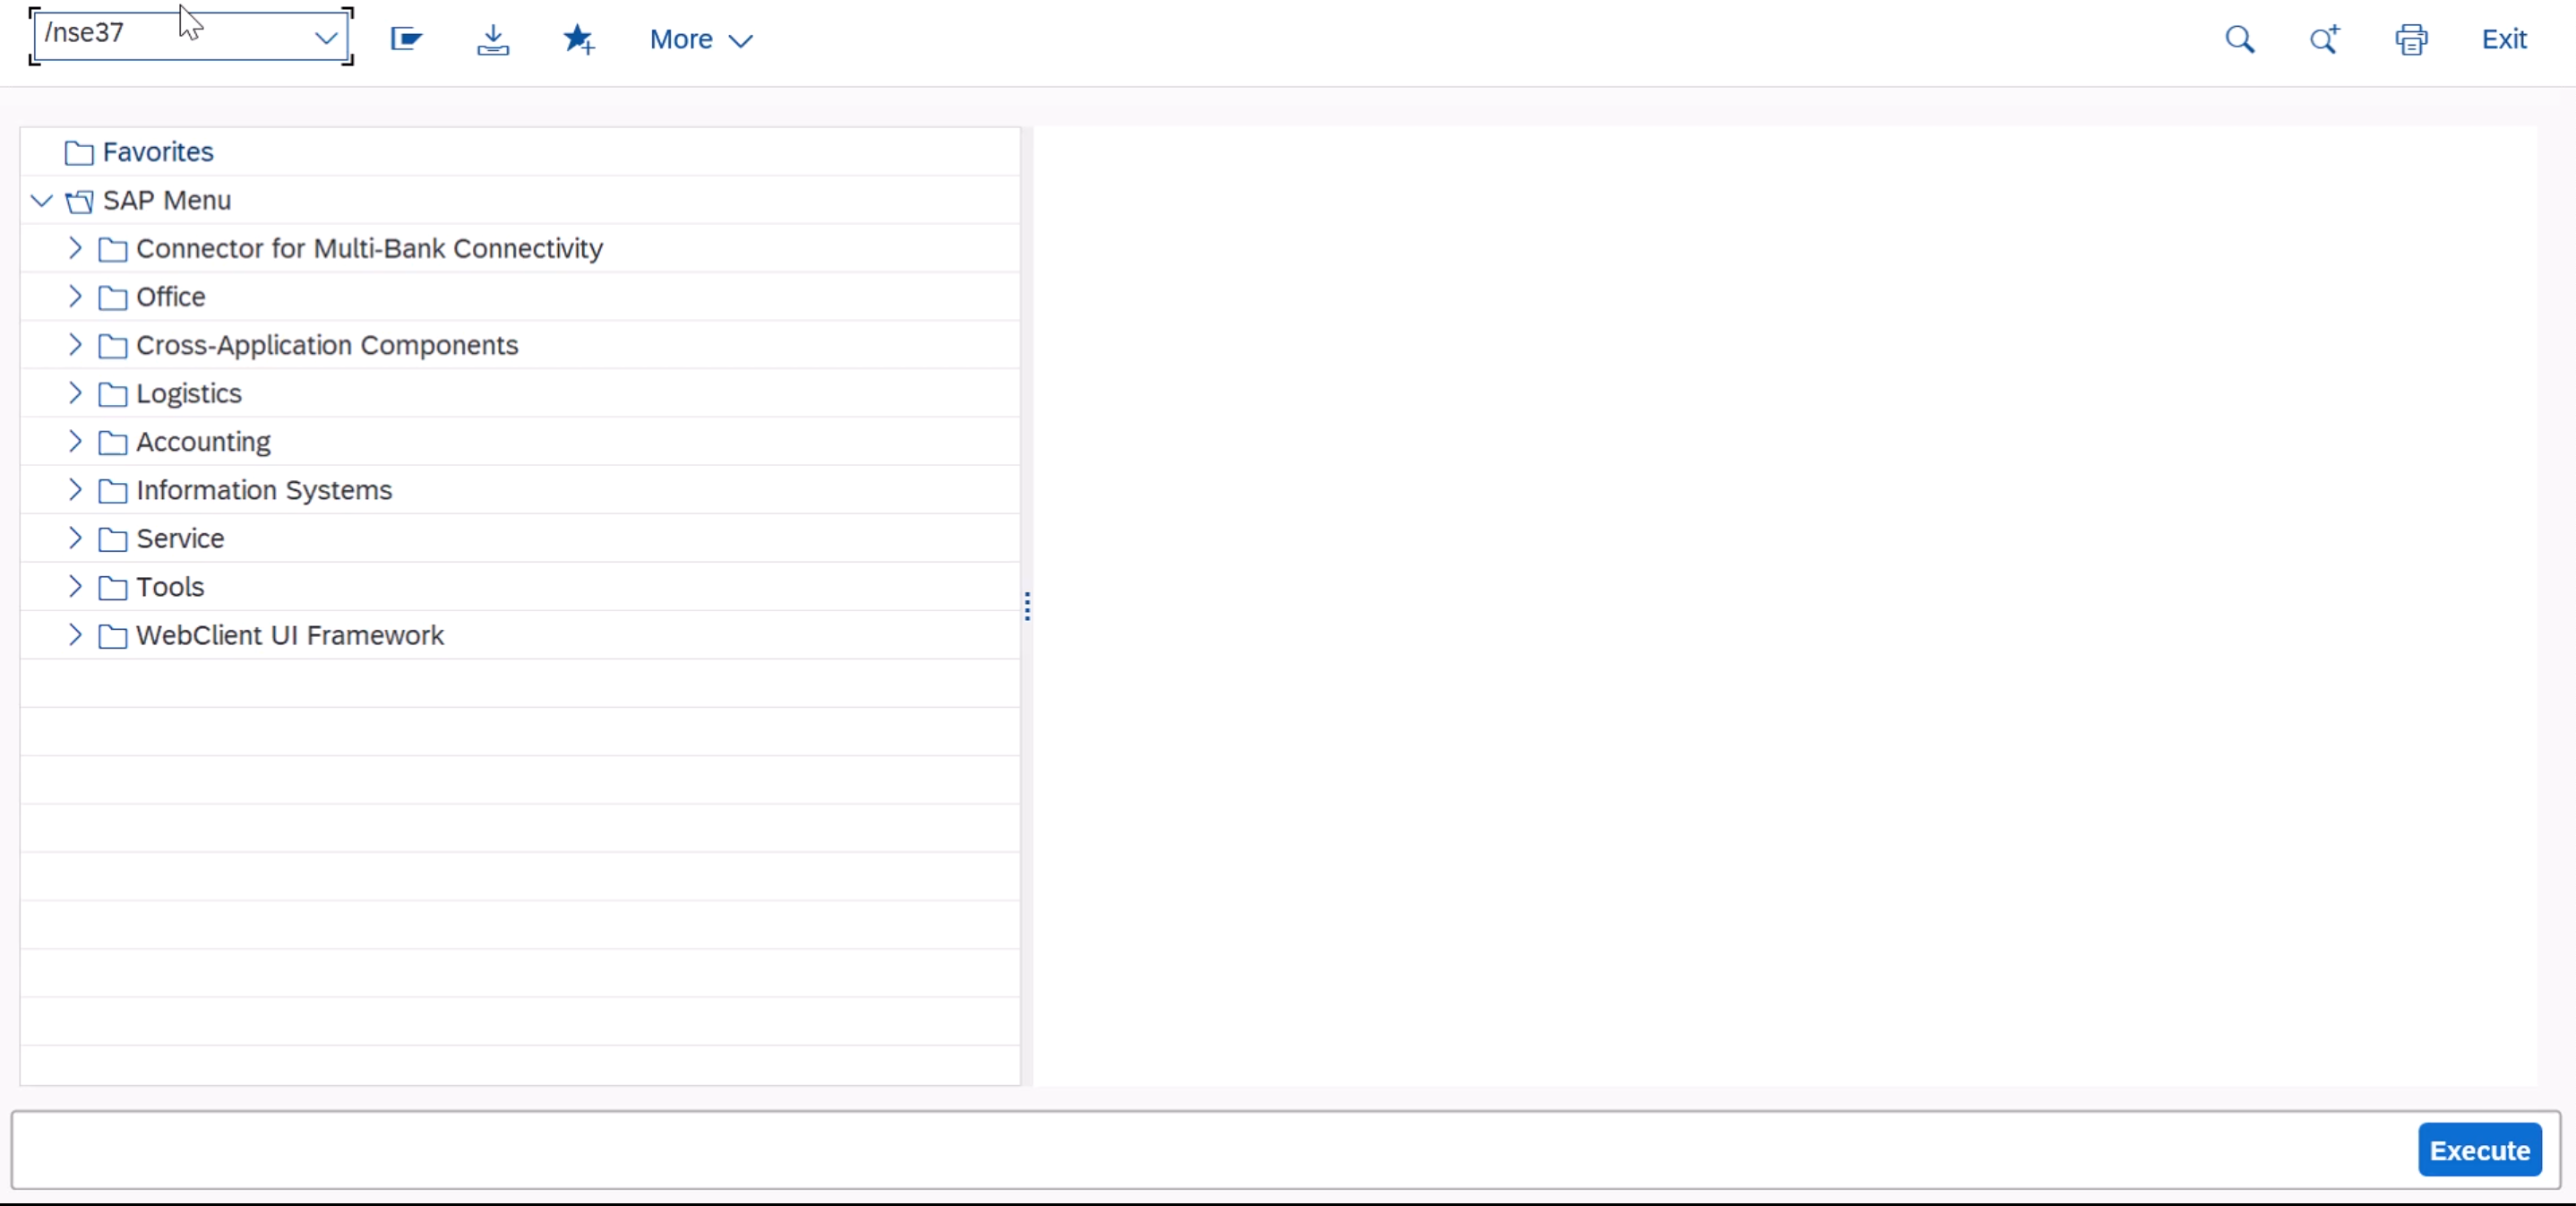 /nse37
More
Exit
Favorites
SAP Menu
Connector for Multi-Bank Connectivity
Office
Cross-Application Components
Logistics
Accounting
Information Systems
Service
Tools
WebClient UI Framework
Execute